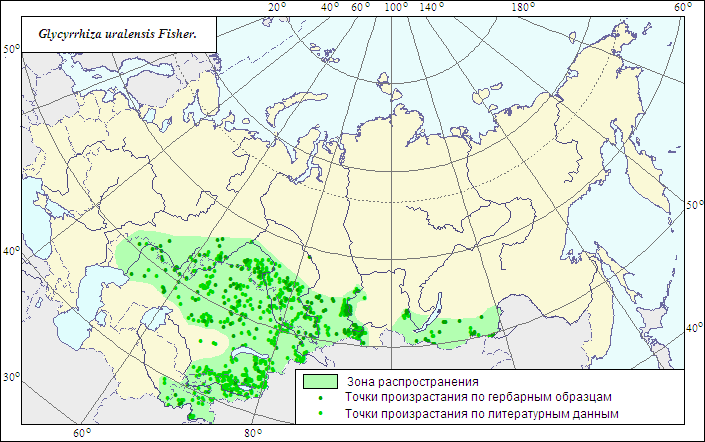 20° 40° 60° 100° 140° 180° 60°
Glycyrrhiza uralensis Fisher.
50°
50°
40°
40°
30°
Зона распространения
Точки произрастания по гербарным образцам
Точки произрастания по литературным данным
60° 80°